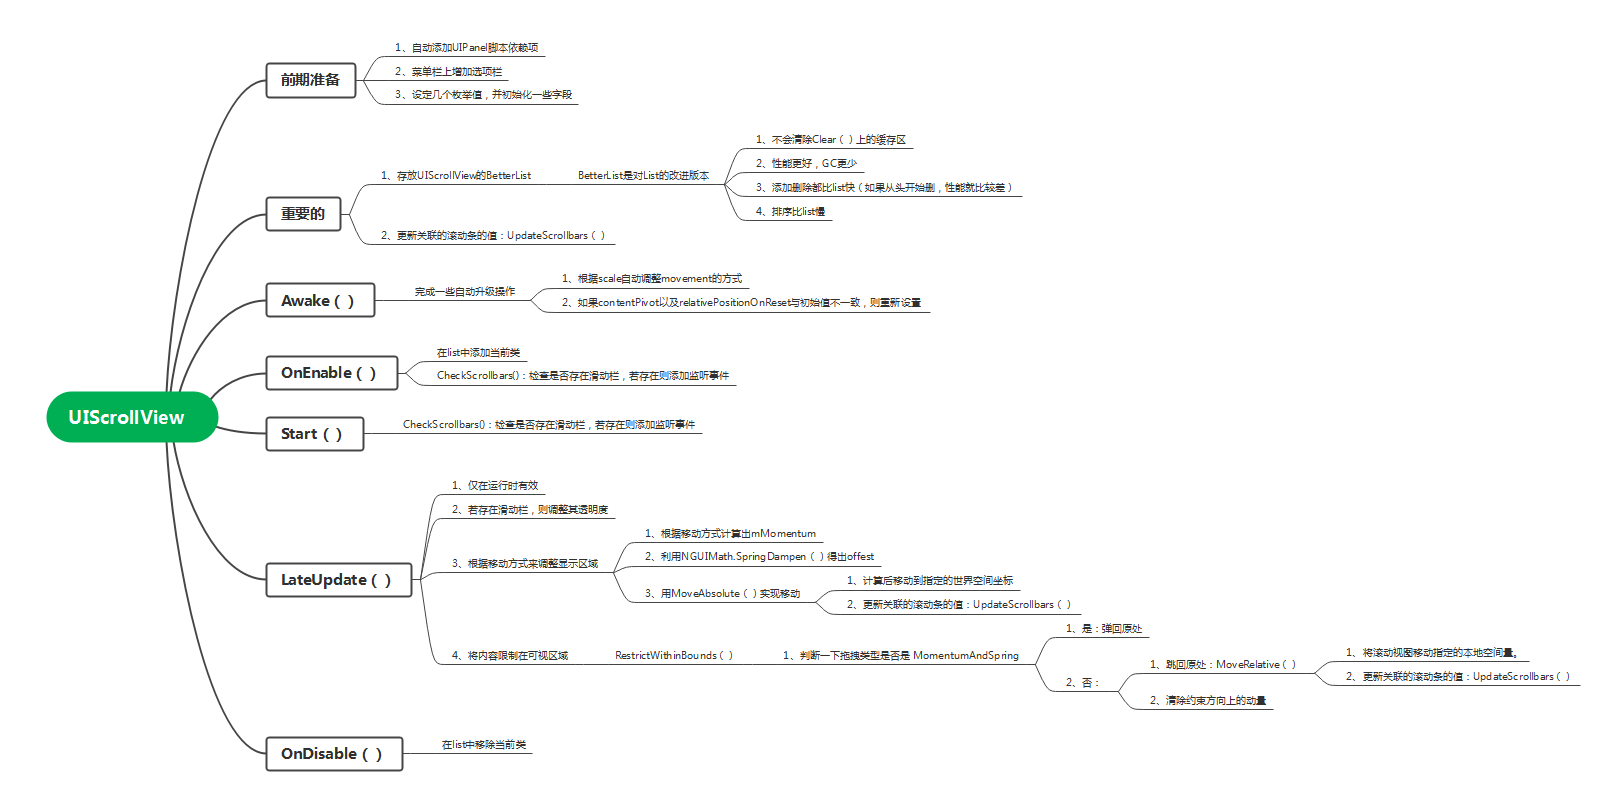 UIScrollView
前期准备
1、自动添加UIPanel脚本依赖项
2、菜单栏上增加选项栏
3、设定几个枚举值，并初始化一些字段
重要的
1、存放UIScrollView的BetterList
BetterList是对List的改进版本
1、不会清除Clear（）上的缓存区
2、性能更好，GC更少
3、添加删除都比list快（如果从头开始删，性能就比较差）
4、排序比list慢
2、更新关联的滚动条的值：UpdateScrollbars（）
Awake（）
完成一些自动升级操作
1、根据scale自动调整movement的方式
2、如果contentPivot以及relativePositionOnReset与初始值不一致，则重新设置
OnEnable（）
在list中添加当前类
CheckScrollbars()：检查是否存在滑动栏，若存在则添加监听事件
Start（）
CheckScrollbars()：检查是否存在滑动栏，若存在则添加监听事件
LateUpdate（）
1、仅在运行时有效
2、若存在滑动栏，则调整其透明度
3、根据移动方式来调整显示区域
1、根据移动方式计算出mMomentum
2、利用NGUIMath.SpringDampen（）得出offest
3、用MoveAbsolute（）实现移动
1、计算后移动到指定的世界空间坐标
2、更新关联的滚动条的值：UpdateScrollbars（）
4、将内容限制在可视区域
RestrictWithinBounds（）
1、判断一下拖拽类型是否是 MomentumAndSpring
1、是：弹回原处
2、否：
1、跳回原处：MoveRelative（）
1、将滚动视图移动指定的本地空间量。
2、更新关联的滚动条的值：UpdateScrollbars（）
2、清除约束方向上的动量
OnDisable（）
在list中移除当前类